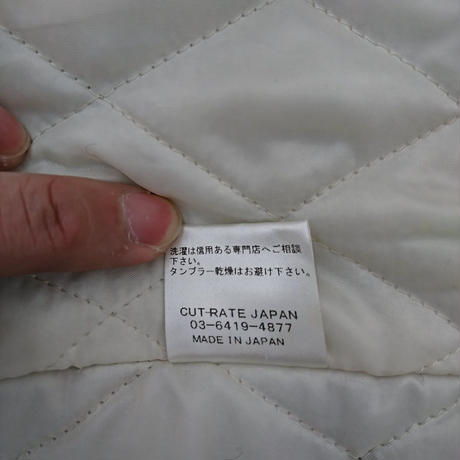 洗濯は信用ある専門店へご相談
下さい。
タンブラー乾燥はお避け下さい。
CUT-RATE JAPAN
03-6419-4877
MADE IN JAPAN